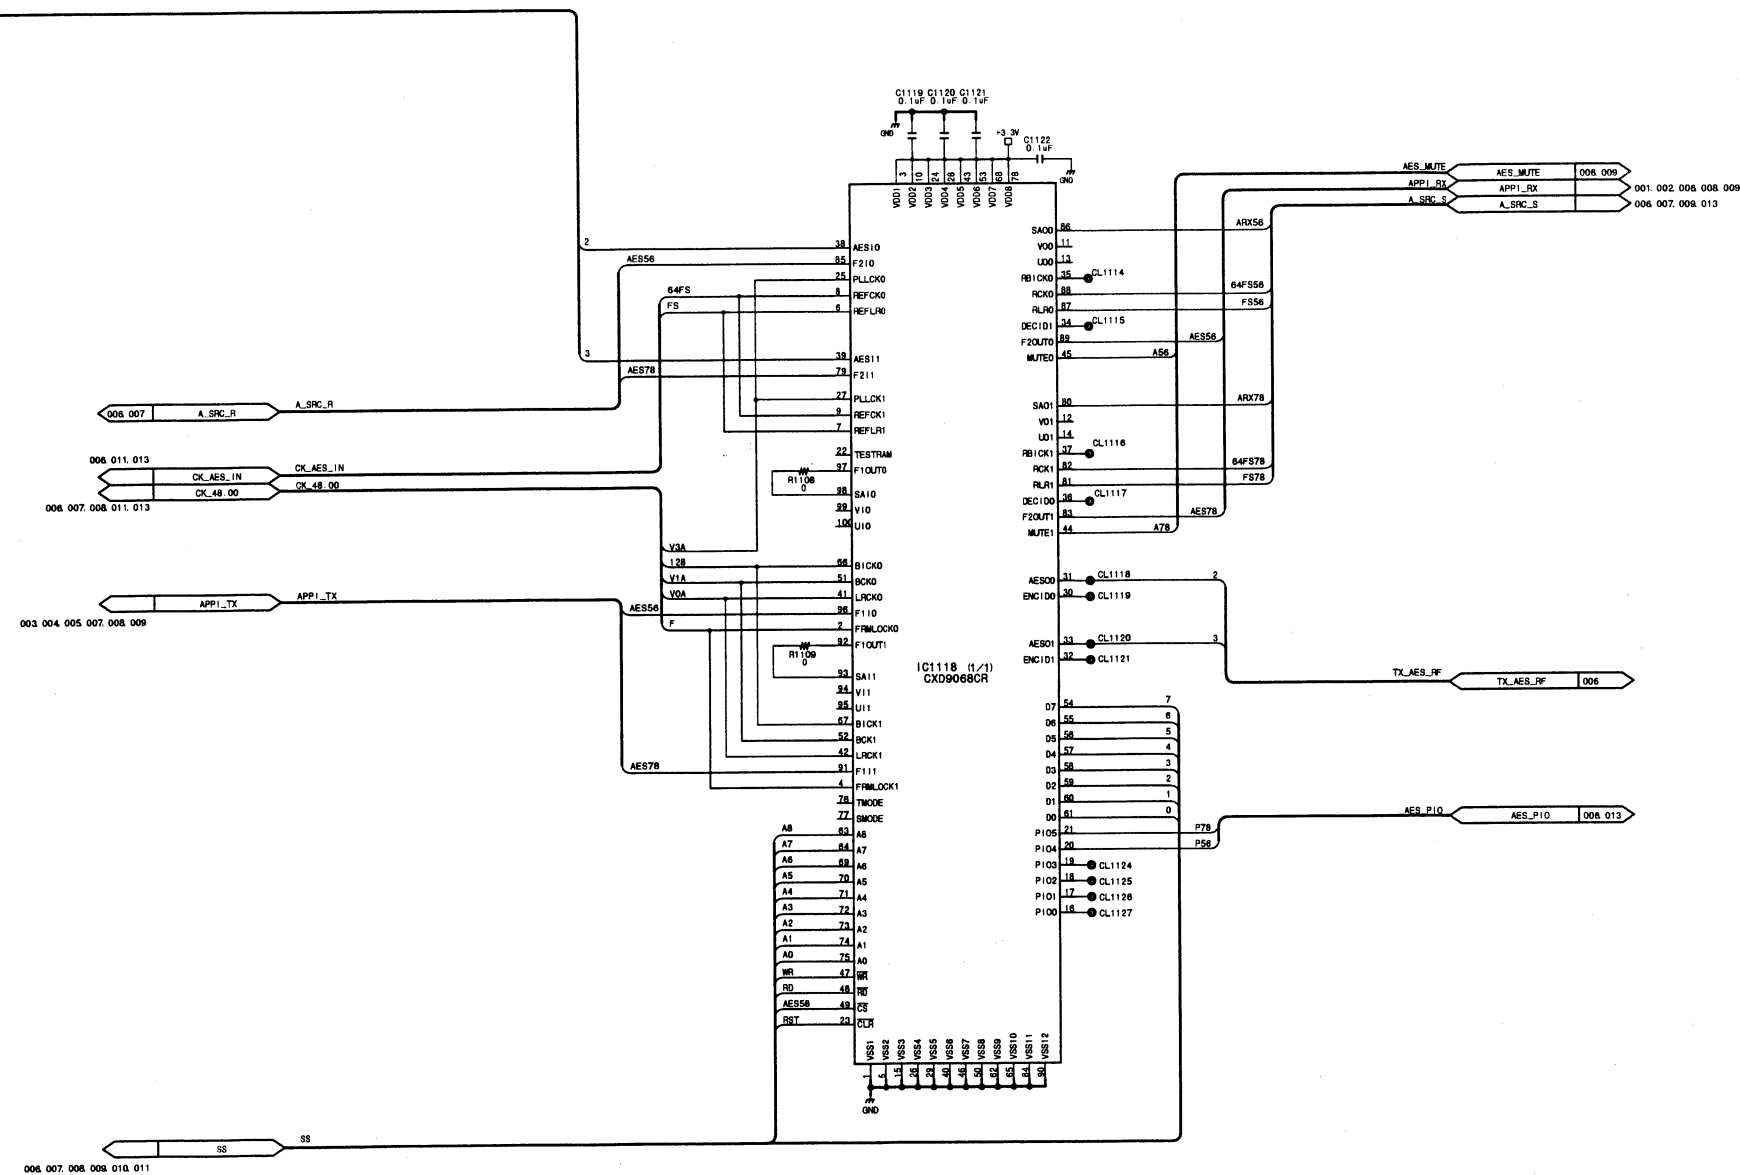 C1119 C1120 C1121
0.1uF 0.1uF 0.1uF
GND
+3.3V
C1122
0.1uF
GND
3 10 24 28 43 53 68 78
VDD1 VDD2 VDD3 VDD4 VDD5 VDD6 VDD7 VDD8
AES_MUTE
AES_MUTE 006. 009
APPI_RX
APPI_RX 001. 002. 006. 008. 009
A_SRC_S
A_SRC_S 006. 007. 009. 013
2 38 AESI0
AES56 85 F2I0
25 PLLCK0
64FS 8 REFCK0
FS 6 REFLR0
3 39 AESI1
AES78 79 F2I1
27 PLLCK1
9 REFCK1
7 REFLR1
22 TESTRAM
97 F1OUT0
R1108
0
98 SAI0
99 VI0
100 UI0
V3A
128 66 BICK0
V1A 51 BCK0
V0A 41 LRCK0
AES56 96 F1I0
F 2 FRMLOCK0
92 F1OUT1
R1109
0
93 SAI1
94 VI1
95 UI1
67 BICK1
52 BCK1
42 LRCK1
AES78 91 F1I1
4 FRMLOCK1
76 TMODE
77 SMODE
A8 63 A8
A7 64 A7
A6 69 A6
A5 70 A5
A4 71 A4
A3 72 A3
A2 73 A2
A1 74 A1
A0 75 A0
WR 47 WR
RD 48 RD
AES58 49 CS
RST 23 CLR
006. 007 A_SRC_R A_SRC_R
006. 011. 013
CK_AES_IN CK_AES_IN
CK_48.00 CK_48.00
006. 007. 008. 011. 013
APPI_TX APPI_TX
003. 004. 005. 007. 008. 009
SS SS
006. 007. 008. 009. 010. 011
IC1118 (1/1)
CXD9068CR
SAO0 86 ARX56
VO0 11
UO0 13
RBICK0 35 CL1114
RCK0 88 64FS56
RLR0 87 FS56
DECID1 34 CL1115
F2OUT0 89 AES56
MUTE0 45 A56
SAO1 80 ARX78
VO1 12
UO1 14
RBICK1 37 CL1116
RCK1 82 64FS78
RLR1 81 FS78
DECID0 36 CL1117
F2OUT1 83 AES78
MUTE1 44 A78
AESO0 31 CL1118 2
ENCID0 30 CL1119
AESO1 33 CL1120 3
ENCID1 32 CL1121
TX_AES_RF
TX_AES_RF 006
D7 54 7
D6 55 6
D5 56 5
D4 57 4
D3 58 3
D2 59 2
D1 60 1
D0 61 0
PIO5 21 P78
PIO4 20 P56
PIO3 19 CL1124
PIO2 18 CL1125
PIO1 17 CL1126
PIO0 16 CL1127
AES_PIO
AES_PIO 006. 013
VSS1 VSS2 VSS3 VSS4 VSS5 VSS6 VSS7 VSS8 VSS9 VSS10 VSS11 VSS12
1 5 15 26 29 40 46 50 62 65 84 90
GND